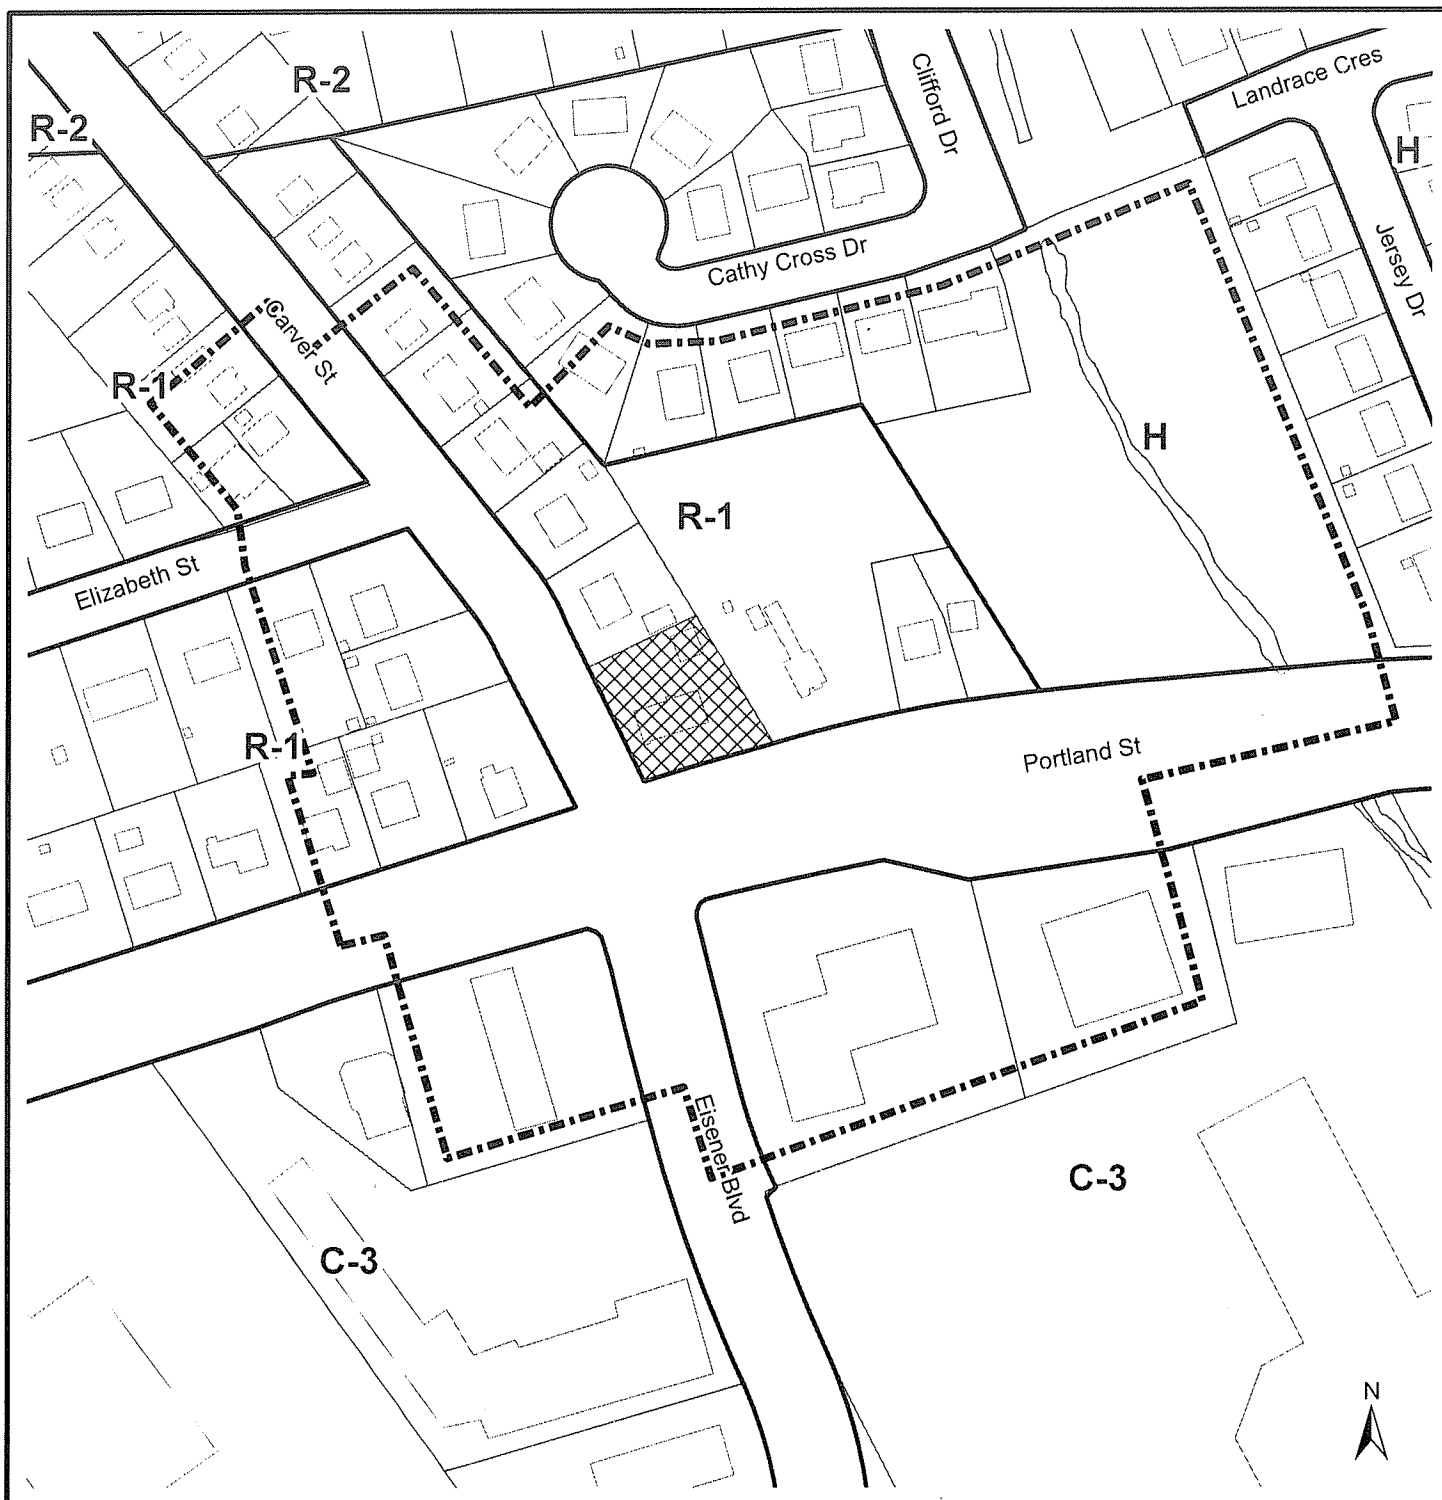 R-2
R-2
Clifford Dr
Landrace Cres
H
Cathy Cross Dr
Jersey Dr
Carver St
R-1
H
R-1
Elizabeth St
R-1
Portland St
Eisener Blvd
C-3
C-3
N